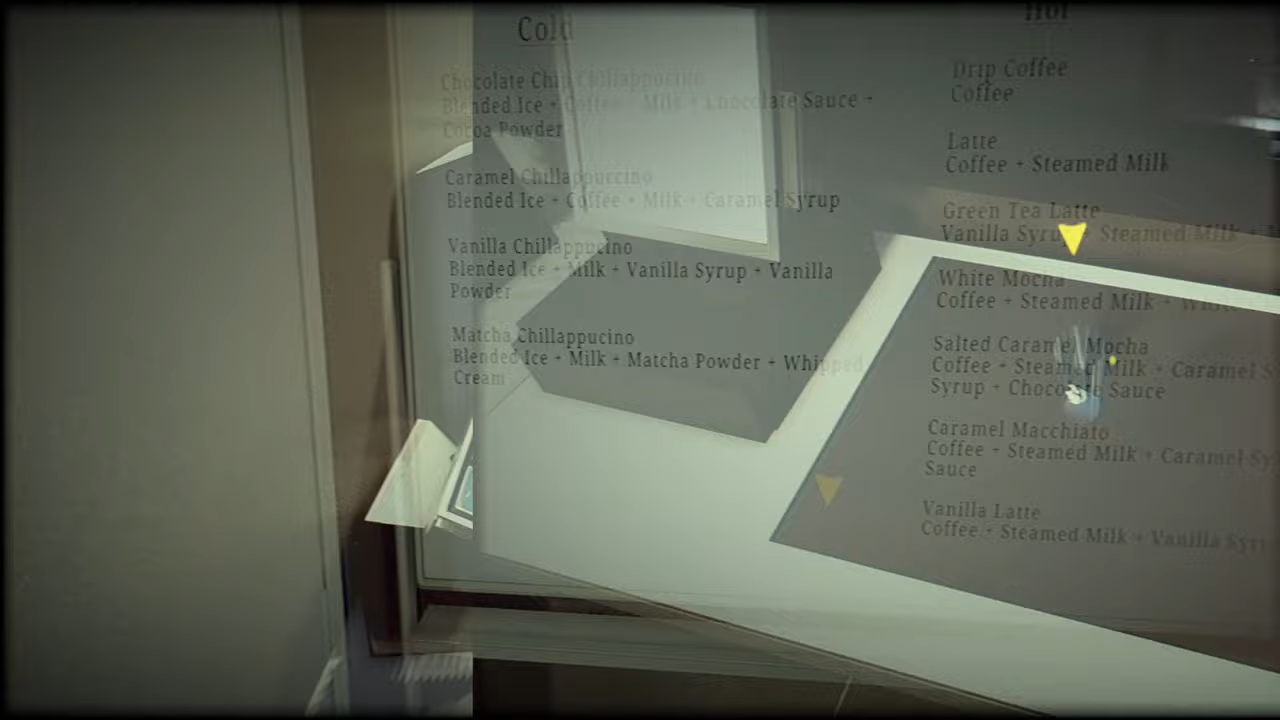 Cold
Chocolate Chip Chillappuccino
Blended Ice + Coffee + Milk + Chocolate Sauce +
Cocoa Powder
Caramel Chillappuccino
Blended Ice + Coffee + Milk + Caramel Syrup
Vanilla Chillappucino
Blended Ice + Milk + Vanilla Syrup + Vanilla
Powder
Matcha Chillappucino
Blended Ice + Milk + Matcha Powder + Whipped
Cream
Hot
Drip Coffee
Coffee
Latte
Coffee + Steamed Milk
Green Tea Latte
Vanilla Syrup + Steamed Milk +
White Mocha
Coffee + Steamed Milk +
Salted Caramel Mocha
Coffee + Steamed Milk + Caramel
Syrup + Chocolate Sauce
Caramel Macchiato
Coffee + Steamed Milk + Caramel
Sauce
Vanilla Latte
Coffee + Steamed Milk + Vanilla